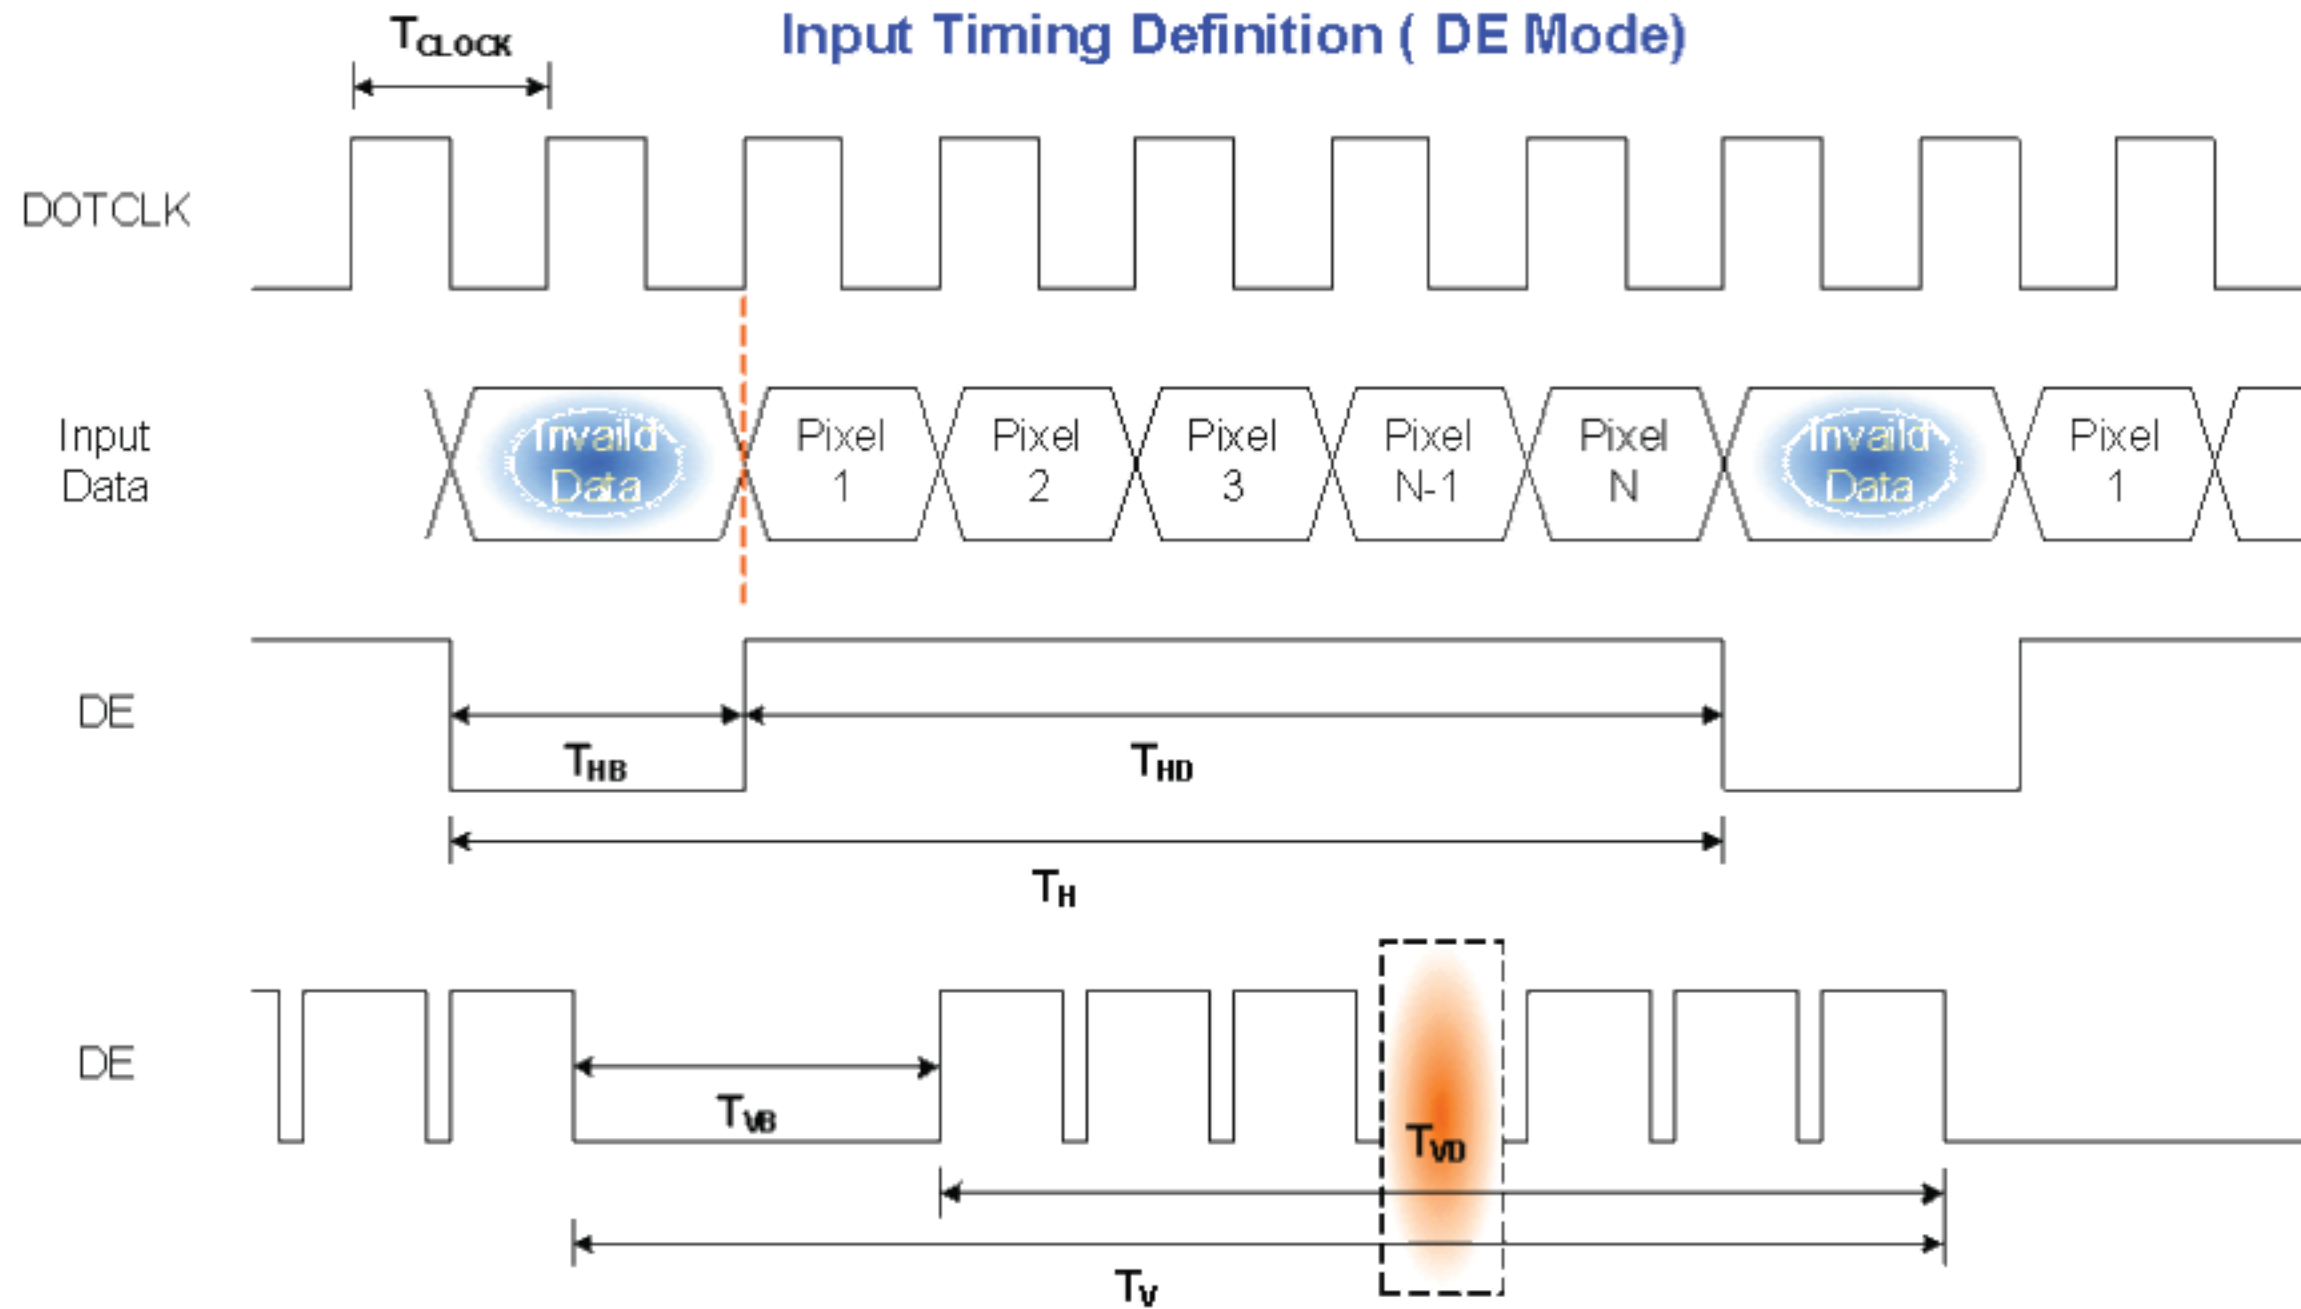 Input Timing Definition ( DE Mode)
TCLOCK
DOTCLK
Input
Data
Invaild
Data
Pixel
1
Pixel
2
Pixel
3
Pixel
N-1
Pixel
N
Invaild
Data
Pixel
1
DE
THB
THD
TH
DE
TVB
TVD
TV